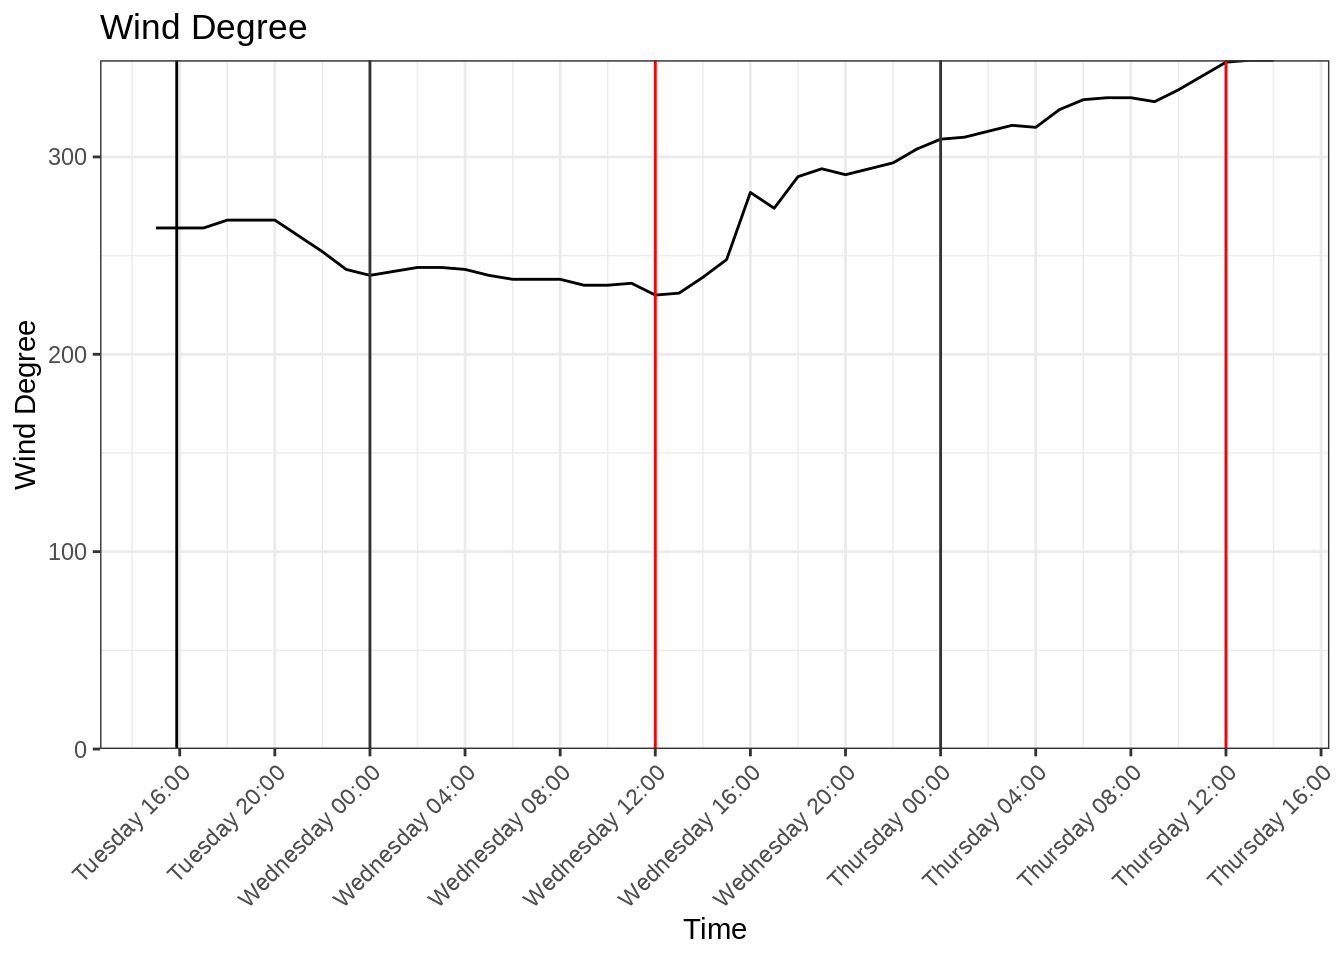 Wind Degree
Wind Degree
300
200
100
0
Tuesday 16:00
Tuesday 20:00
Wednesday 00:00
Wednesday 04:00
Wednesday 08:00
Wednesday 12:00
Wednesday 16:00
Wednesday 20:00
Thursday 00:00
Thursday 04:00
Thursday 08:00
Thursday 12:00
Thursday 16:00
Time